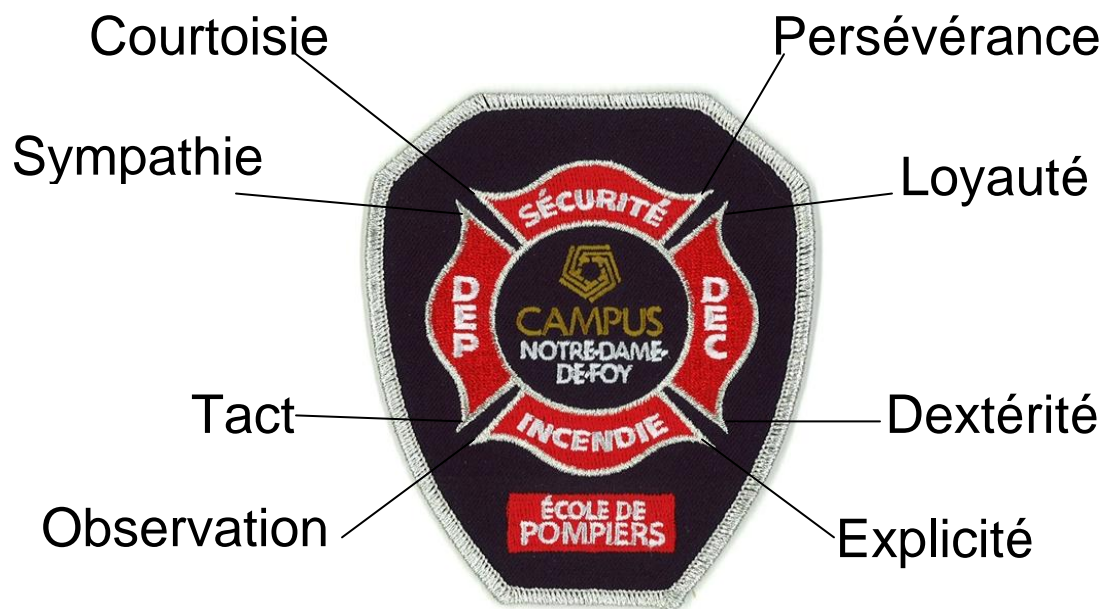 Courtoisie
Persévérance
Sympathie
Loyauté
SÉCURITÉ
DEP
DEC
CAMPUS
NOTRE-DAME-
DE-FOY
Tact
Dextérité
INCENDIE
Observation
Explicité
ÉCOLE DE
POMPIERS